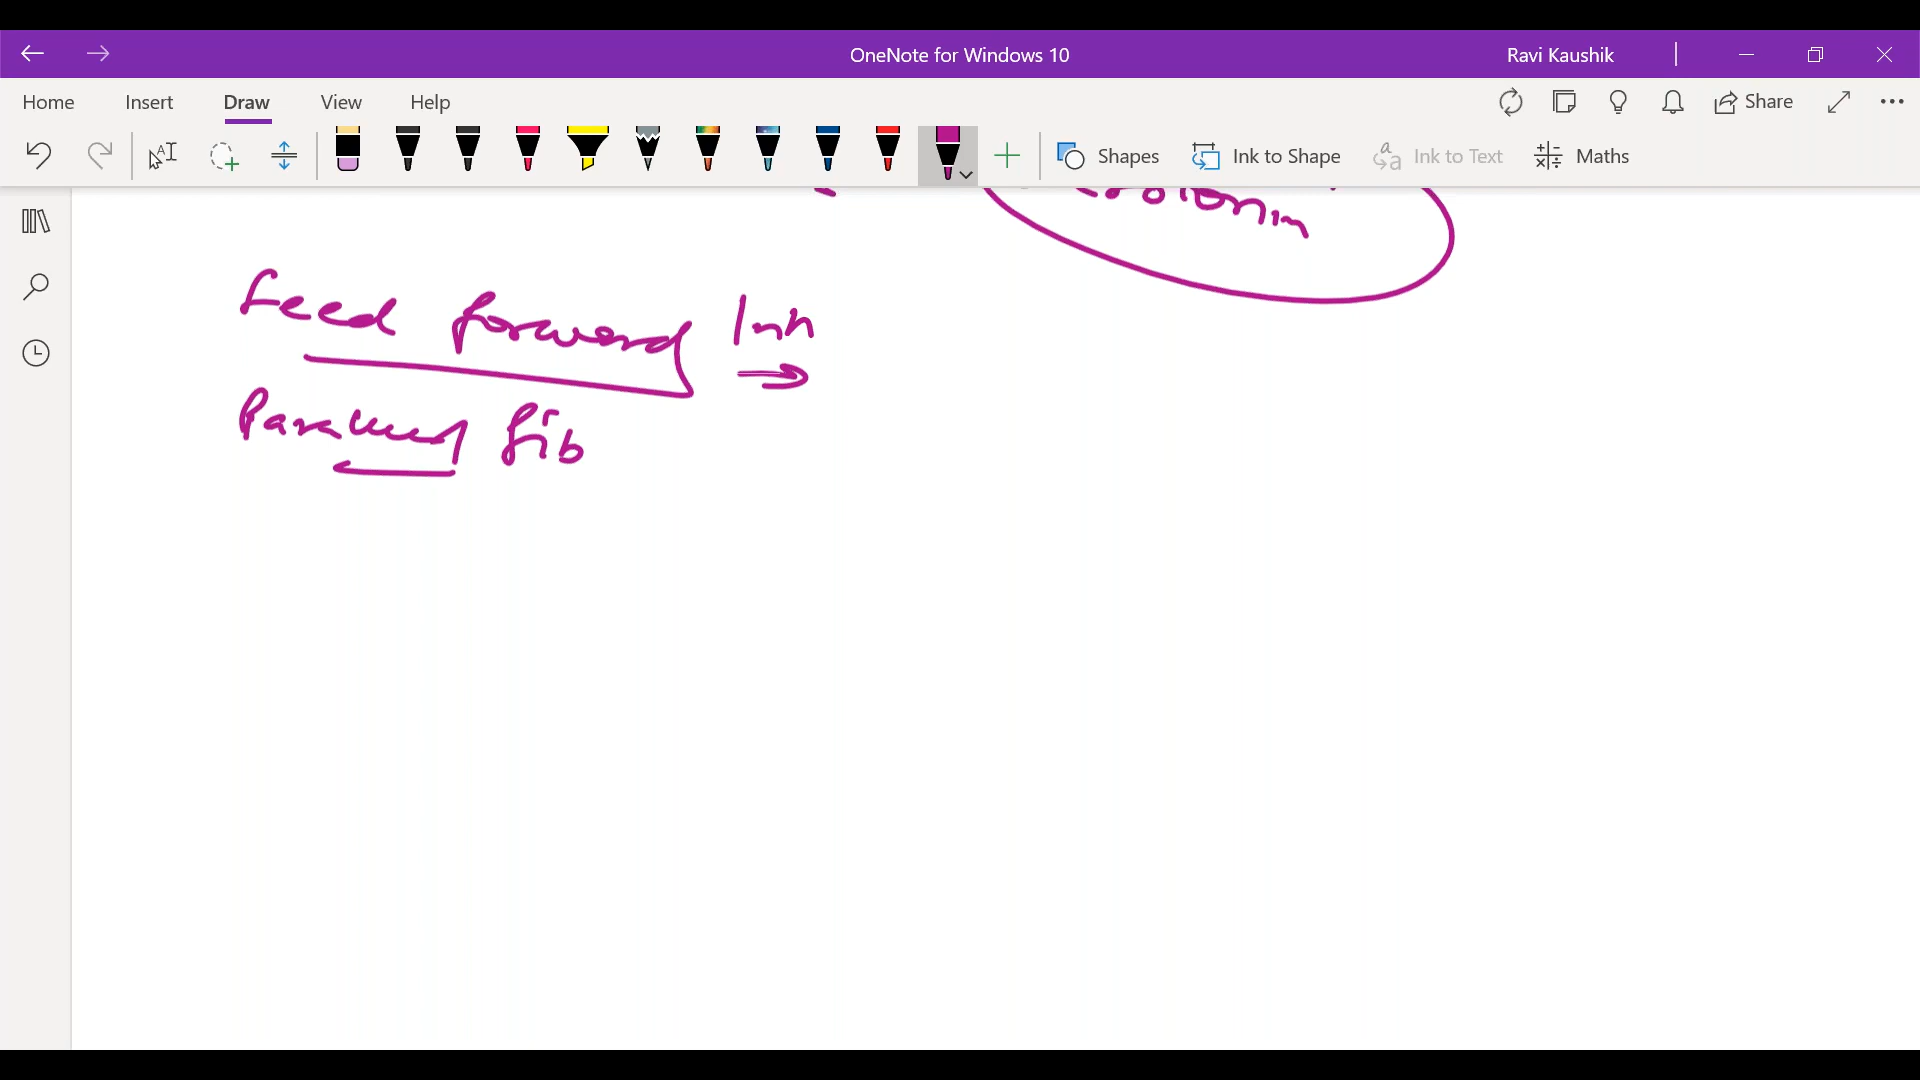 OneNote for Windows 10
Ravi Kaushik
Home Insert Draw View Help
Share
Shapes Ink to Shape Ink to Text Maths
Feed forward Inh
Parallel fib